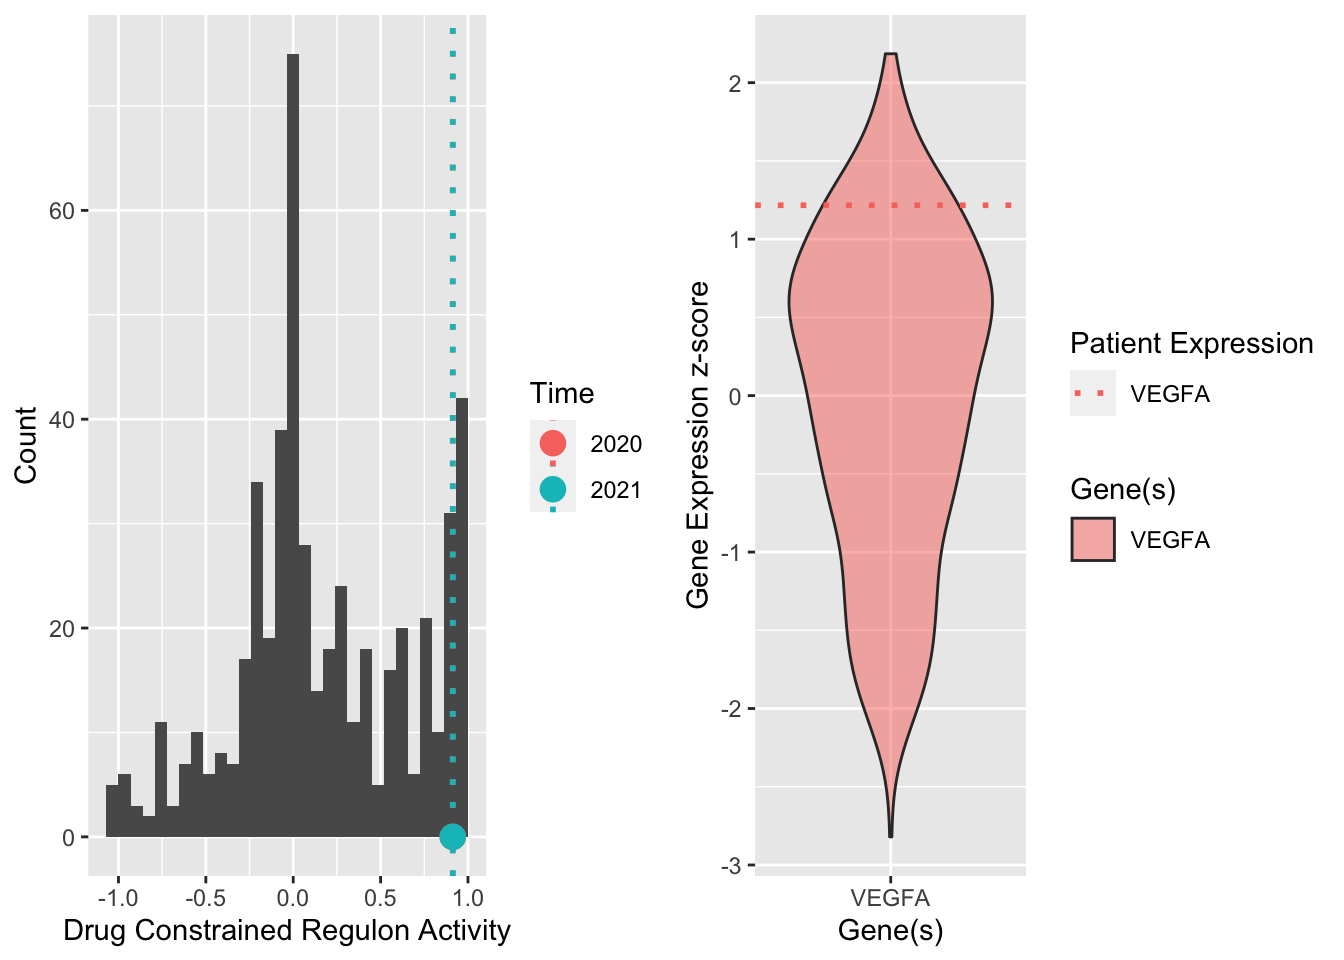 Count
60
40
20
0
-1.0
-0.5
0.0
0.5
1.0
Drug Constrained Regulon Activity
Time
2020
2021
Gene Expression z-score
2
1
0
-1
-2
-3
VEGFA
Gene(s)
Patient Expression
VEGFA
Gene(s)
VEGFA